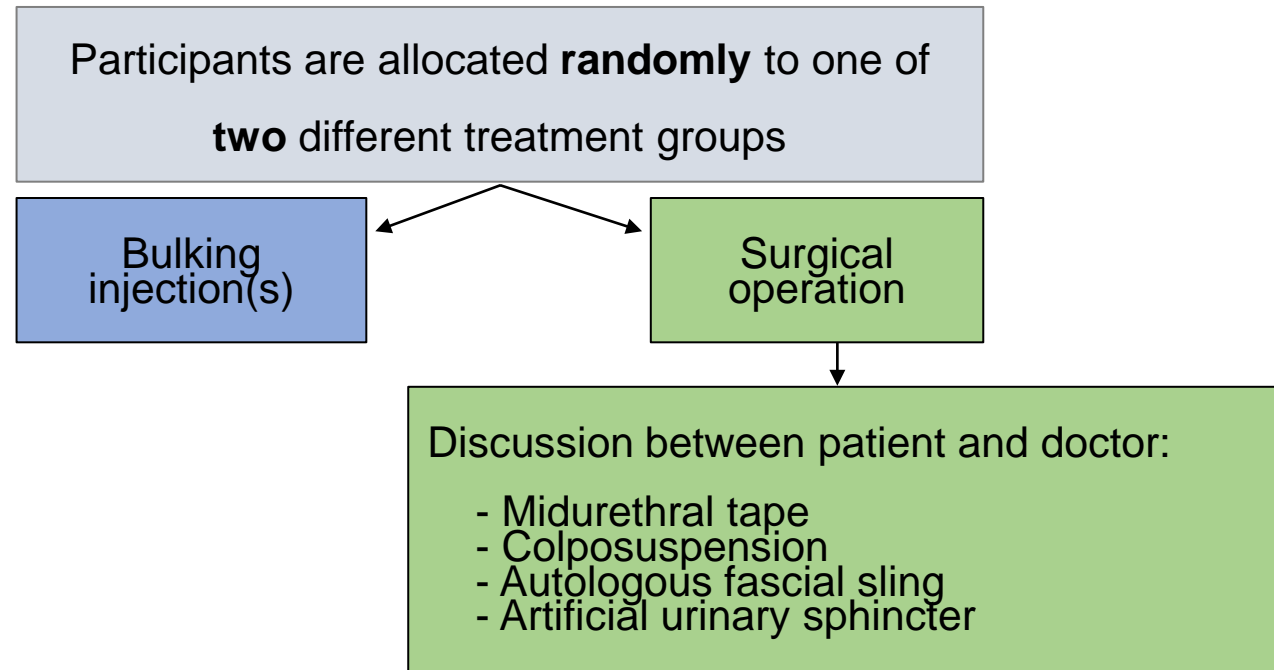 Participants are allocated randomly to one of
two different treatment groups
Bulking
injection(s)
Surgical
operation
Discussion between patient and doctor:
- Midurethral tape
- Colposuspension
- Autologous fascial sling
- Artificial urinary sphincter